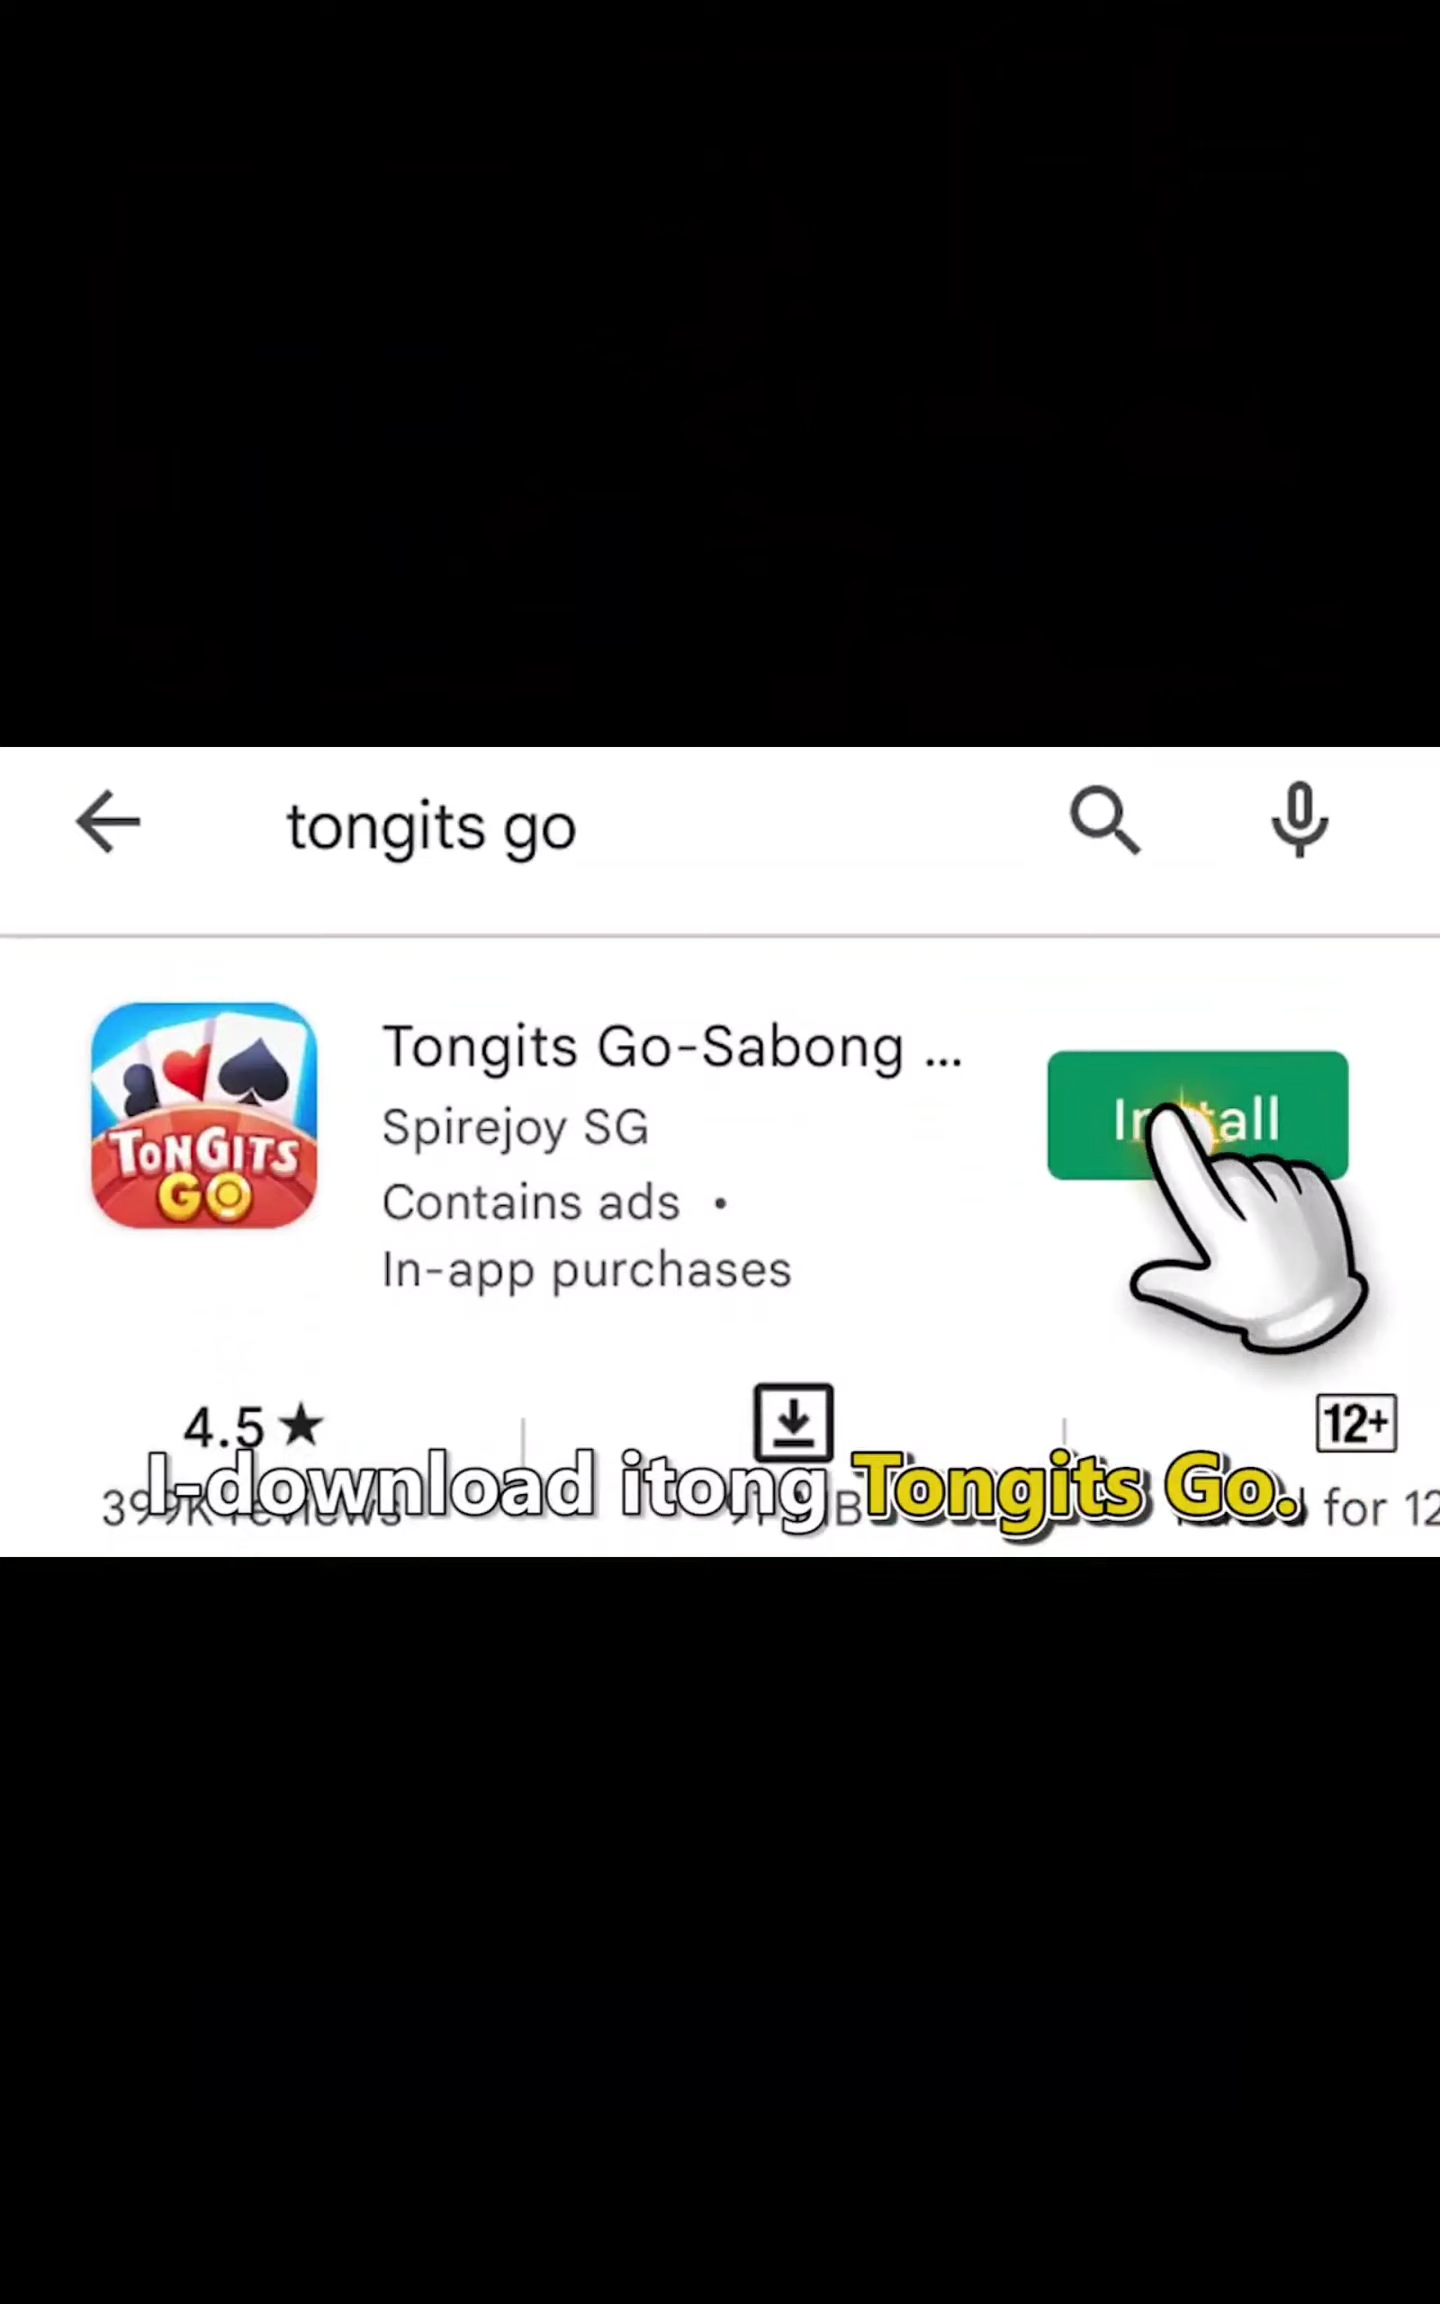 tongits go
Tongits Go-Sabong ...
Spirejoy SG
Contains ads •
In-app purchases
TONGITS
GO
4.5★
12+
I-download itong Tongits Go.
for 12